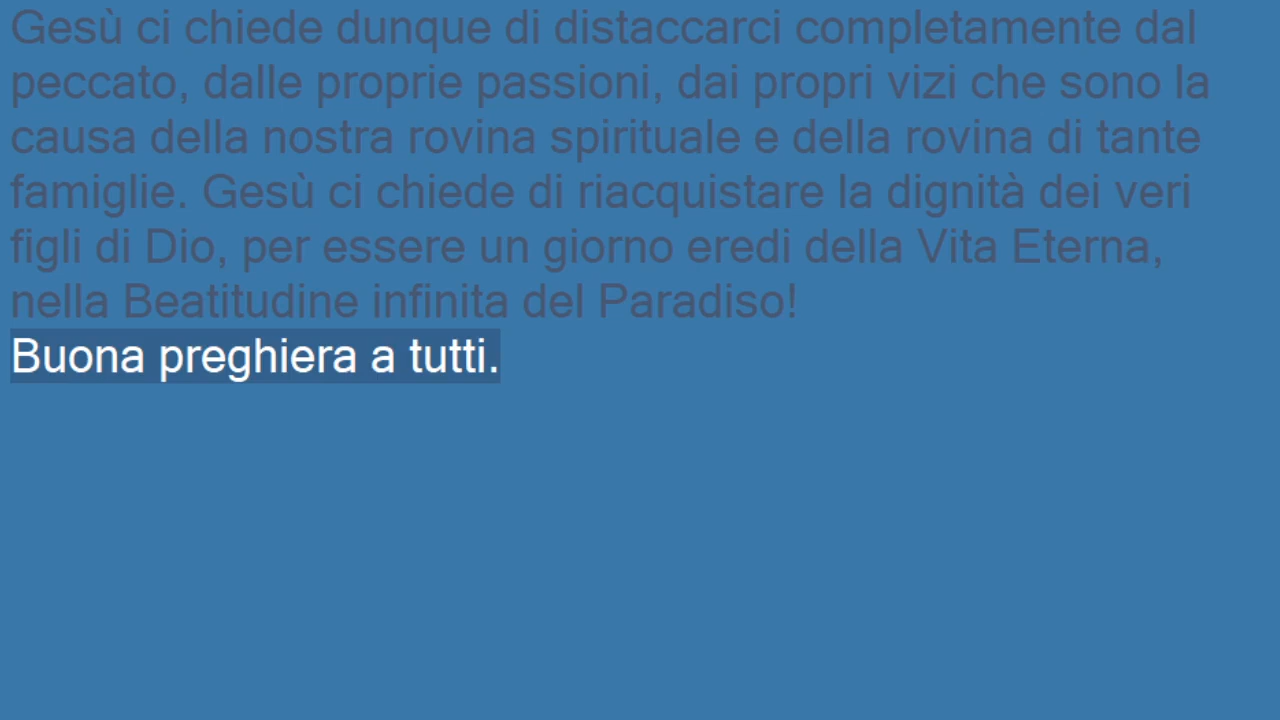 Gesù ci chiede dunque di distaccarci completamente dal
peccato, dalle proprie passioni, dai propri vizi che sono la
causa della nostra rovina spirituale e della rovina di tante
famiglie. Gesù ci chiede di riacquistare la dignità dei veri
figli di Dio, per essere un giorno eredi della Vita Eterna,
nella Beatitudine infinita del Paradiso!
Buona preghiera a tutti.